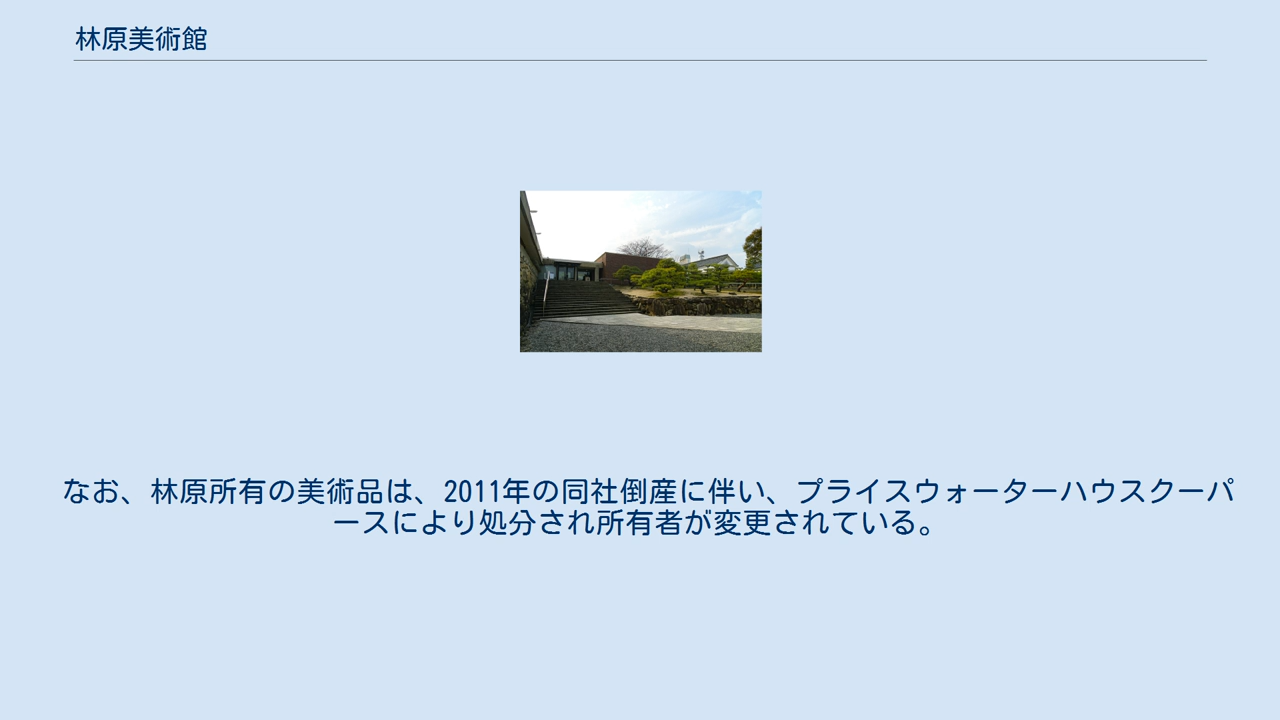 林原美術館
なお、林原所有の美術品は、2011年の同社倒産に伴い、プライスウォーターハウスクーパ
ースにより処分され所有者が変更されている。